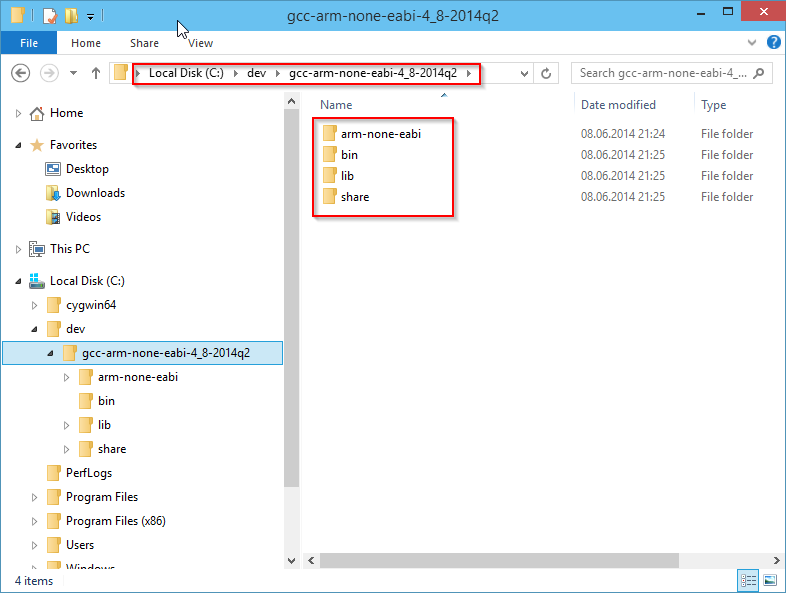 gcc-arm-none-eabi-4_8-2014q2
File Home Share View
Local Disk (C:) dev gcc-arm-none-eabi-4_8-2014q2 Search gcc-arm-none-eabi-4_...
Name Date modified Type
arm-none-eabi 08.06.2014 21:24 File folder
bin 08.06.2014 21:25 File folder
lib 08.06.2014 21:25 File folder
share 08.06.2014 21:25 File folder
Home
Favorites
Desktop
Downloads
Videos
This PC
Local Disk (C:)
cygwin64
dev
gcc-arm-none-eabi-4_8-2014q2
arm-none-eabi
bin
lib
share
PerfLogs
Program Files
Program Files (x86)
Users
Windows
4 items